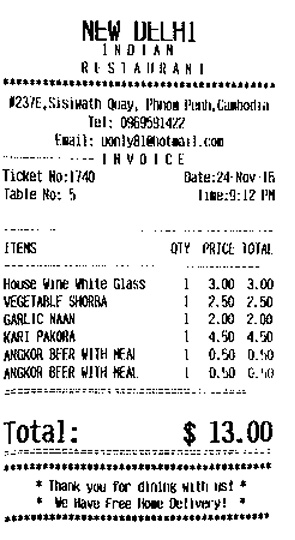 NEW DELHI
INDIAN
RESTAURANT
************************************
#237E,Sisiwath Quay, Phnom Penh,Cambodia
Tel: 0969591422
Email: uonly81@hotmail.com
INVOICE
Ticket No:1740 Date:24-Nov-16
Table No: 5 Time:9:12 PM
ITEMS QTY PRICE TOTAL
House Wine White Glass 1 3.00 3.00
VEGETABLE SHORBA 1 2.50 2.50
GARLIC NAAN 1 2.00 2.00
KARI PAKORA 1 4.50 4.50
ANGKOR BEER WITH MEAL 1 0.50 0.50
ANGKOR BEER WITH MEAL 1 0.50 0.50
Total: $ 13.00
************************************
* Thank you for dining with us! *
* We Have Free Home Delivery! *
************************************